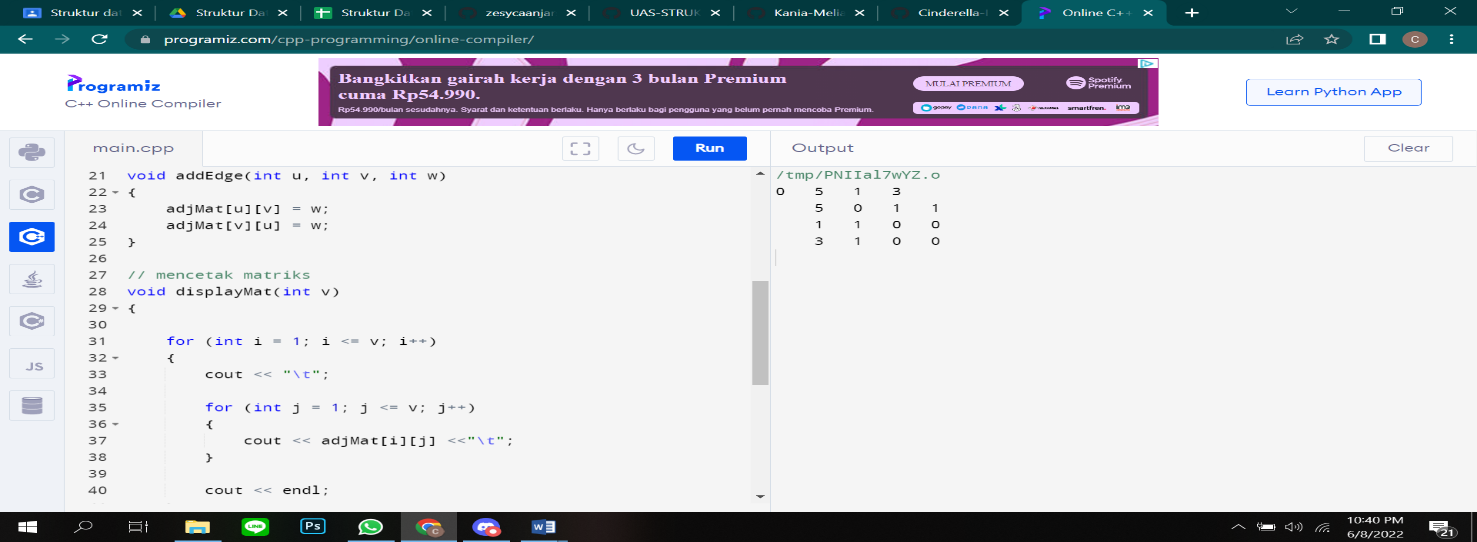 Struktur dat
Struktur Da
Struktur Da
zesycaanjar
UAS-STRUK
Kania-Melia
Cinderella-
Online C++
programiz.com/cpp-programming/online-compiler/
C
Programiz
C++ Online Compiler
Bangkitkan gairah kerja dengan 3 bulan Premium
cuma Rp54.990.
Rp54.990/bulan sesudahnya. Syarat dan ketentuan berlaku. Hanya berlaku bagi pengguna yang belum pernah mencoba Premium.
MULAI PREMIUM
Spotify
Premium
gopay DANA smartfren.
Learn Python App
main.cpp
Run
Output
Clear
JS
21 void addEdge(int u, int v, int w)
22 {
23 adjMat[u][v] = w;
24 adjMat[v][u] = w;
25 }
26
27 // mencetak matriks
28 void displayMat(int v)
29 {
30
31 for (int i = 1; i <= v; i++)
32 {
33 cout << "\t";
34
35 for (int j = 1; j <= v; j++)
36 {
37 cout << adjMat[i][j] <<"\t";
38 }
39
40 cout << endl;
/tmp/PNIIal7wYZ.o
0 5 1 3
5 0 1 1
1 1 0 0
3 1 0 0
LINE
Ps
C
W
10:40 PM
6/8/2022
21